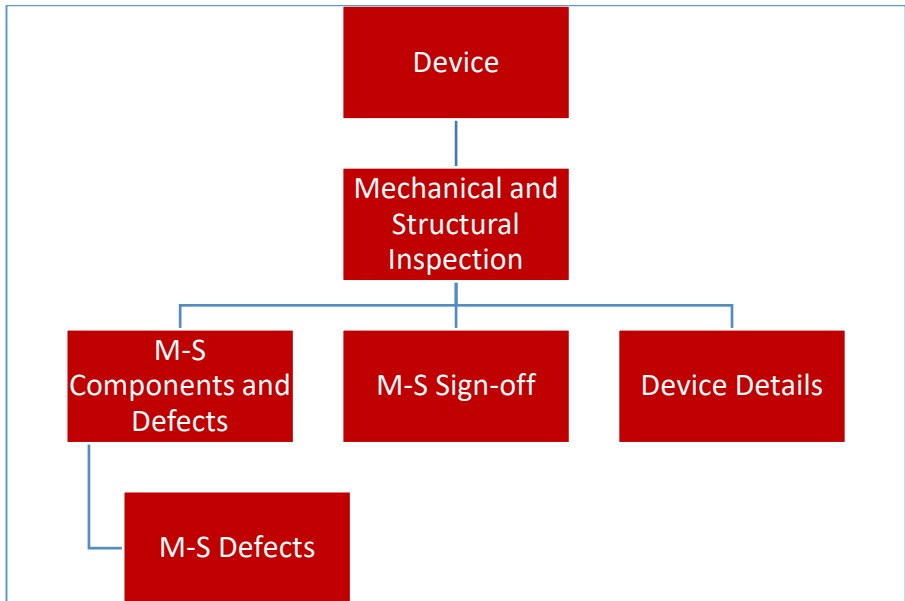 Device
Mechanical and
Structural
Inspection
M-S
Components and
Defects
M-S Sign-off
Device Details
M-S Defects